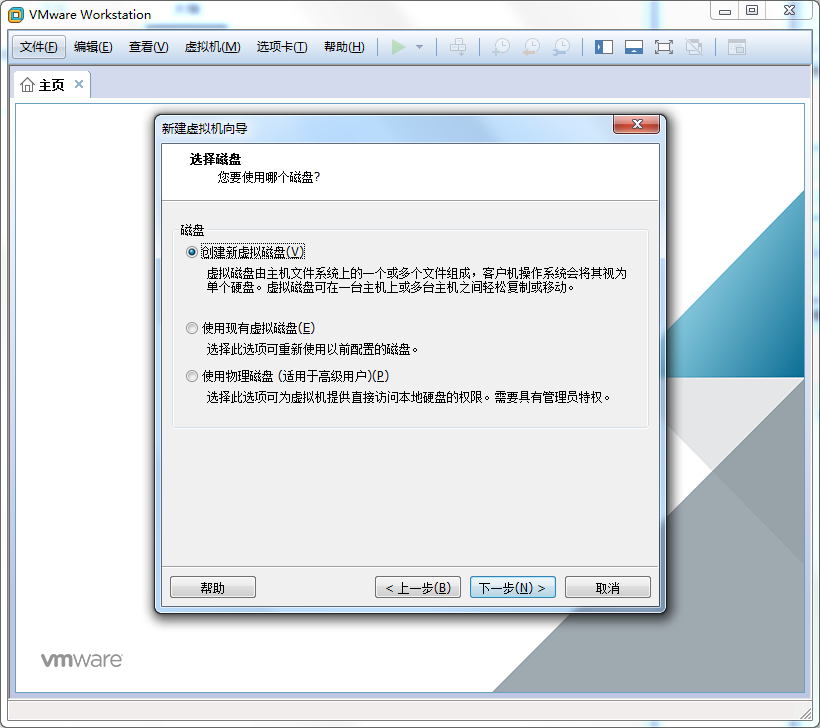 VMware Workstation
文件(F) 编辑(E) 查看(V) 虚拟机(M) 选项卡(T) 帮助(H)
主页
新建虚拟机向导
选择磁盘
您要使用哪个磁盘?
磁盘
创建新虚拟磁盘(V)
虚拟磁盘由主机文件系统上的一个或多个文件组成，客户机操作系统会将其视为
单个硬盘。虚拟磁盘可在一台主机上或多台主机之间轻松复制或移动。
使用现有虚拟磁盘(E)
选择此选项可重新使用以前配置的磁盘。
使用物理磁盘 (适用于高级用户)(P)
选择此选项可为虚拟机提供直接访问本地硬盘的权限。需要具有管理员特权。
帮助 < 上一步(B) 下一步(N) > 取消
vmware